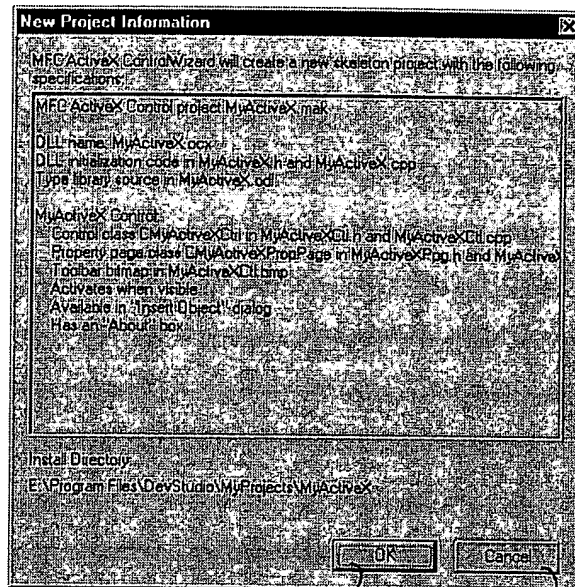 New Project Information
MFC ActiveX ControlWizard will create a new skeleton project with the following
specifications:
MFC ActiveX Control project MyActiveX.mak
DLL name: MyActiveX.ocx
DLL initialization code in MyActiveX.h and MyActiveX.cpp
Type library source in MyActiveX.odl
MyActiveX Control:
Control class CMyActiveXCtrl in MyActiveXCtl.h and MyActiveXCtl.cpp
Property page class CMyActiveXPropPage in MyActiveXPpg.h and MyActiveX
Toolbar bitmap in MyActiveXCtl.bmp
Activates when visible
Available in "Insert Object" dialog
Has an "About" box
Install Directory:
E:\Program Files\DevStudio\MyProjects\MyActiveX
OK Cancel